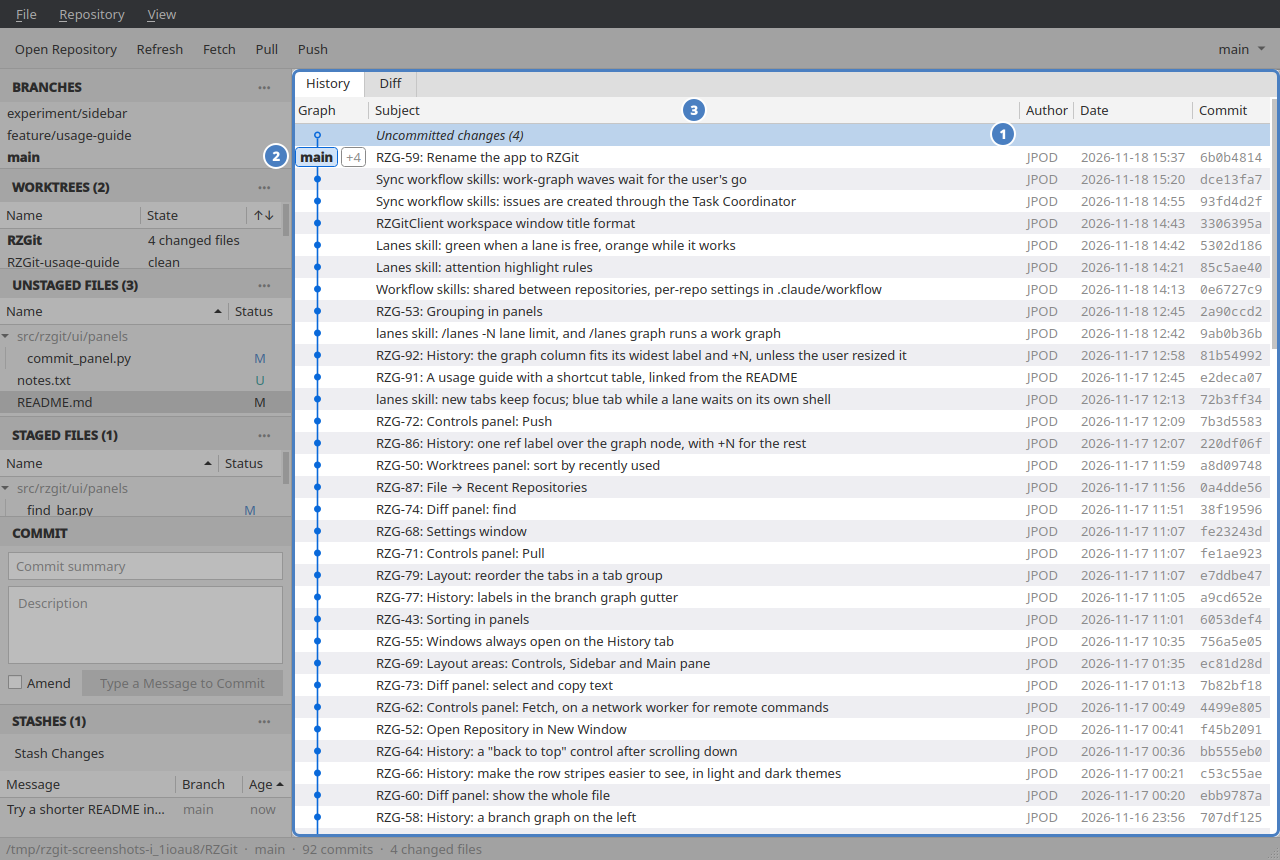 File Repository View
Open Repository Refresh Fetch Pull Push main
BRANCHES ···
experiment/sidebar
feature/usage-guide
main
WORKTREES (2) ···
Name State ↑↓
RZGit 4 changed files
RZGit-usage-guide clean
UNSTAGED FILES (3) ···
Name Status
src/rzgit/ui/panels
commit_panel.py M
notes.txt U
README.md M
STAGED FILES (1) ···
Name Status
src/rzgit/ui/panels
find_bar.py M
COMMIT
Commit summary
Description
Amend Type a Message to Commit
STASHES (1) ···
Stash Changes
Message Branch Age
Try a shorter README in... main now
History Diff
Graph Subject 3 Author Date Commit
Uncommitted changes (4) 1
2 main +4 RZG-59: Rename the app to RZGit JPOD 2026-11-18 15:37 6b0b4814
Sync workflow skills: work-graph waves wait for the user's go JPOD 2026-11-18 15:20 dce13fa7
Sync workflow skills: issues are created through the Task Coordinator JPOD 2026-11-18 14:55 93fd4d2f
RZGitClient workspace window title format JPOD 2026-11-18 14:43 3306395a
Lanes skill: green when a lane is free, orange while it works JPOD 2026-11-18 14:42 5302d186
Lanes skill: attention highlight rules JPOD 2026-11-18 14:21 85c5ae40
Workflow skills: shared between repositories, per-repo settings in .claude/workflow JPOD 2026-11-18 14:13 0e6727c9
RZG-53: Grouping in panels JPOD 2026-11-18 12:45 2a90ccd2
lanes skill: /lanes -N lane limit, and /lanes graph runs a work graph JPOD 2026-11-18 12:42 9ab0b36b
RZG-92: History: the graph column fits its widest label and +N, unless the user resized it JPOD 2026-11-17 12:58 81b54992
RZG-91: A usage guide with a shortcut table, linked from the README JPOD 2026-11-17 12:45 e2deca07
lanes skill: new tabs keep focus; blue tab while a lane waits on its own shell JPOD 2026-11-17 12:13 72b3ff34
RZG-72: Controls panel: Push JPOD 2026-11-17 12:09 7b3d5583
RZG-86: History: one ref label over the graph node, with +N for the rest JPOD 2026-11-17 12:07 220df06f
RZG-50: Worktrees panel: sort by recently used JPOD 2026-11-17 11:59 a8d09748
RZG-87: File → Recent Repositories JPOD 2026-11-17 11:56 0a4dde56
RZG-74: Diff panel: find JPOD 2026-11-17 11:51 38f19596
RZG-68: Settings window JPOD 2026-11-17 11:07 fe23243d
RZG-71: Controls panel: Pull JPOD 2026-11-17 11:07 fe1ae923
RZG-79: Layout: reorder the tabs in a tab group JPOD 2026-11-17 11:07 e7ddbe47
RZG-77: History: labels in the branch graph gutter JPOD 2026-11-17 11:05 a9cd652e
RZG-43: Sorting in panels JPOD 2026-11-17 11:01 6053def4
RZG-55: Windows always open on the History tab JPOD 2026-11-17 10:35 756a5e05
RZG-69: Layout areas: Controls, Sidebar and Main pane JPOD 2026-11-17 01:35 ec81d28d
RZG-73: Diff panel: select and copy text JPOD 2026-11-17 01:13 7b82bf18
RZG-62: Controls panel: Fetch, on a network worker for remote commands JPOD 2026-11-17 00:49 4499e805
RZG-52: Open Repository in New Window JPOD 2026-11-17 00:41 f45b2091
RZG-64: History: a "back to top" control after scrolling down JPOD 2026-11-17 00:36 bb555eb0
RZG-66: History: make the row stripes easier to see, in light and dark themes JPOD 2026-11-17 00:21 c53c55ae
RZG-60: Diff panel: show the whole file JPOD 2026-11-17 00:20 ebb9787a
RZG-58: History: a branch graph on the left JPOD 2026-11-16 23:56 707df125
/tmp/rzgit-screenshots-i_1ioau8/RZGit · main · 92 commits · 4 changed files